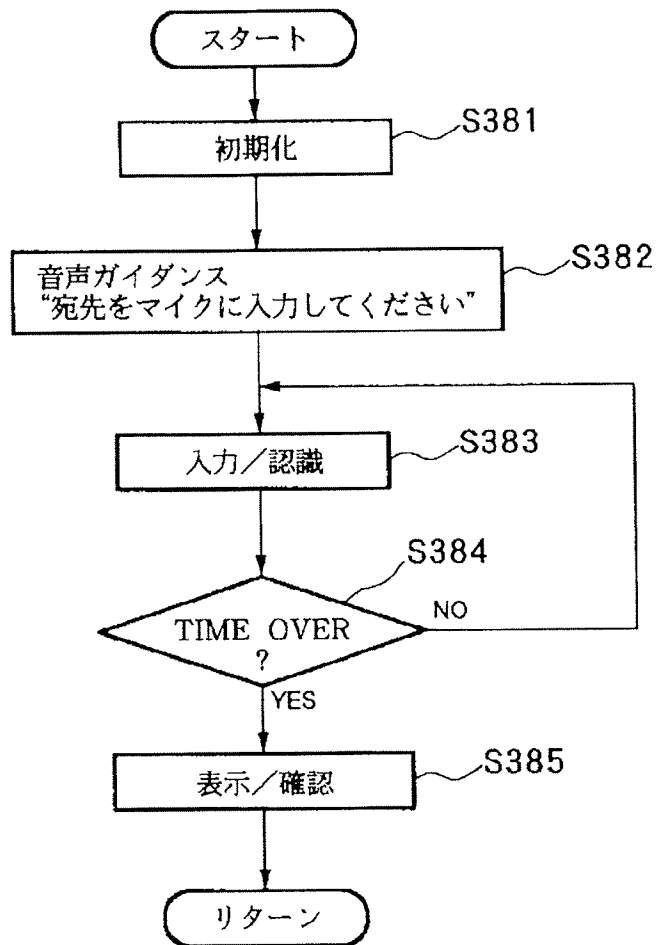 スタート
初期化
S381
音声ガイダンス
“宛先をマイクに入力してください”
S382
入力／認識
S383
S384
TIME OVER
?
NO
YES
表示／確認
S385
リターン